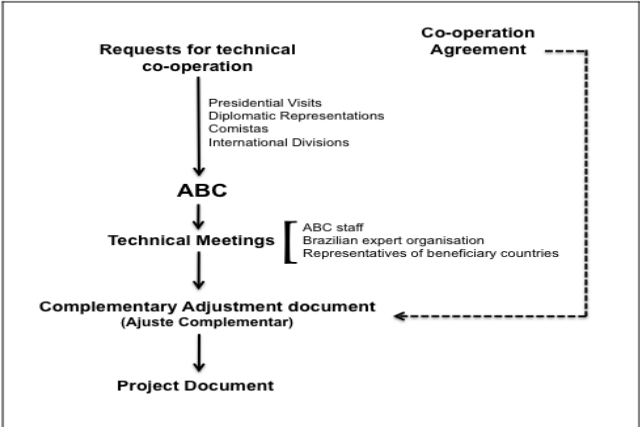 Requests for technical
co-operation
Co-operation
Agreement
Presidential Visits
Diplomatic Representations
Comistas
International Divisions
ABC
Technical Meetings
ABC staff
Brazilian expert organisation
Representatives of beneficiary countries
Complementary Adjustment document
(Ajuste Complementar)
Project Document